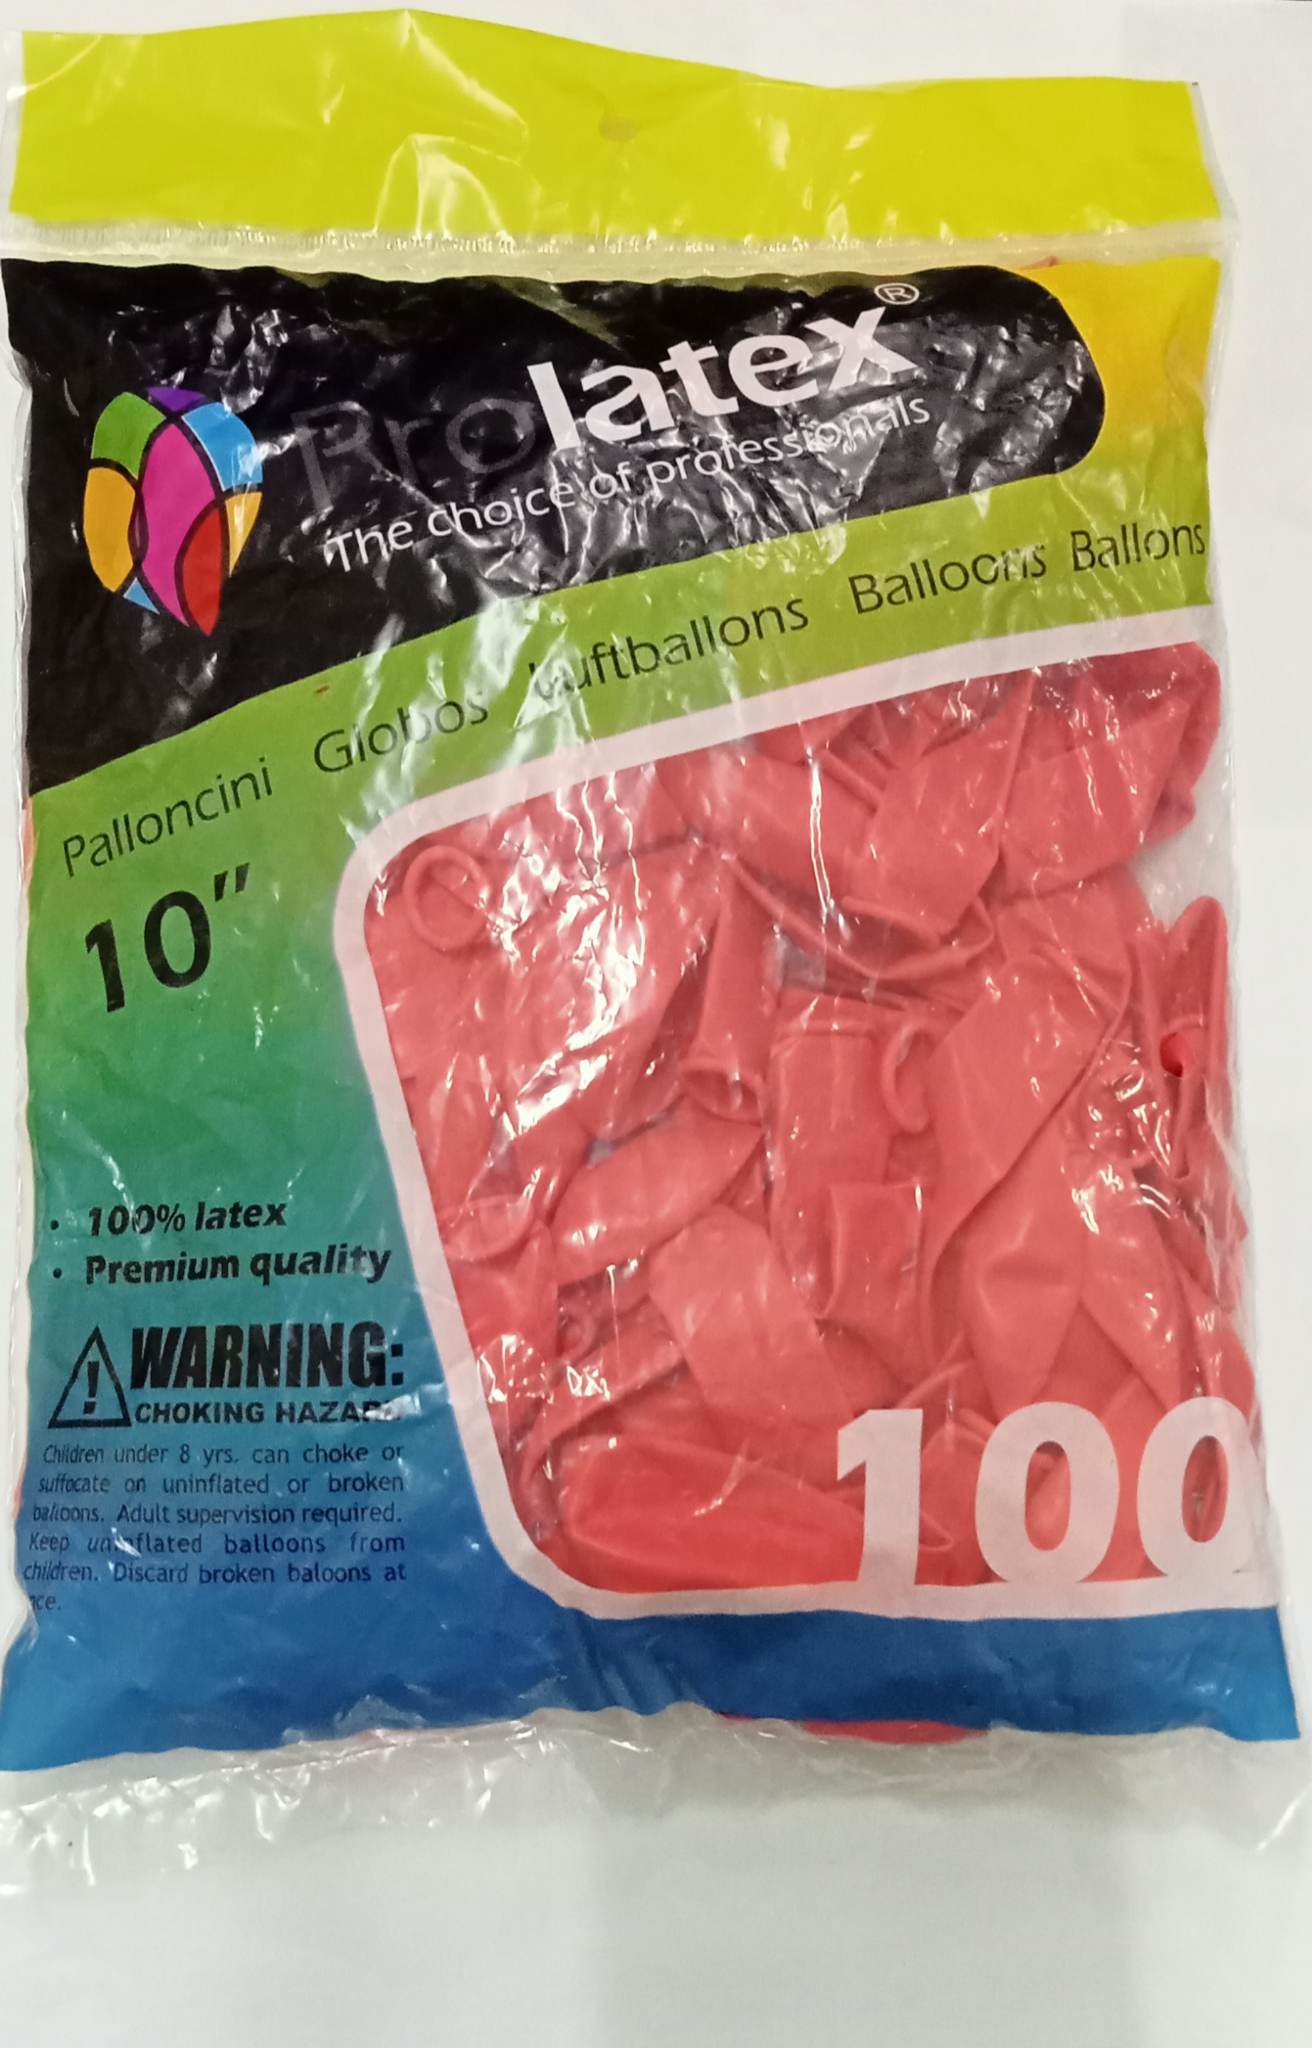 Prolatex®
The choice of professionals
Palloncini Globos Luftballons Balloons Ballons
10"
• 100% latex
• Premium quality
! WARNING:
CHOKING HAZARD
Children under 8 yrs. can choke or
suffocate on uninflated or broken
balloons. Adult supervision required.
Keep uninflated balloons from
children. Discard broken baloons at
nce.
100